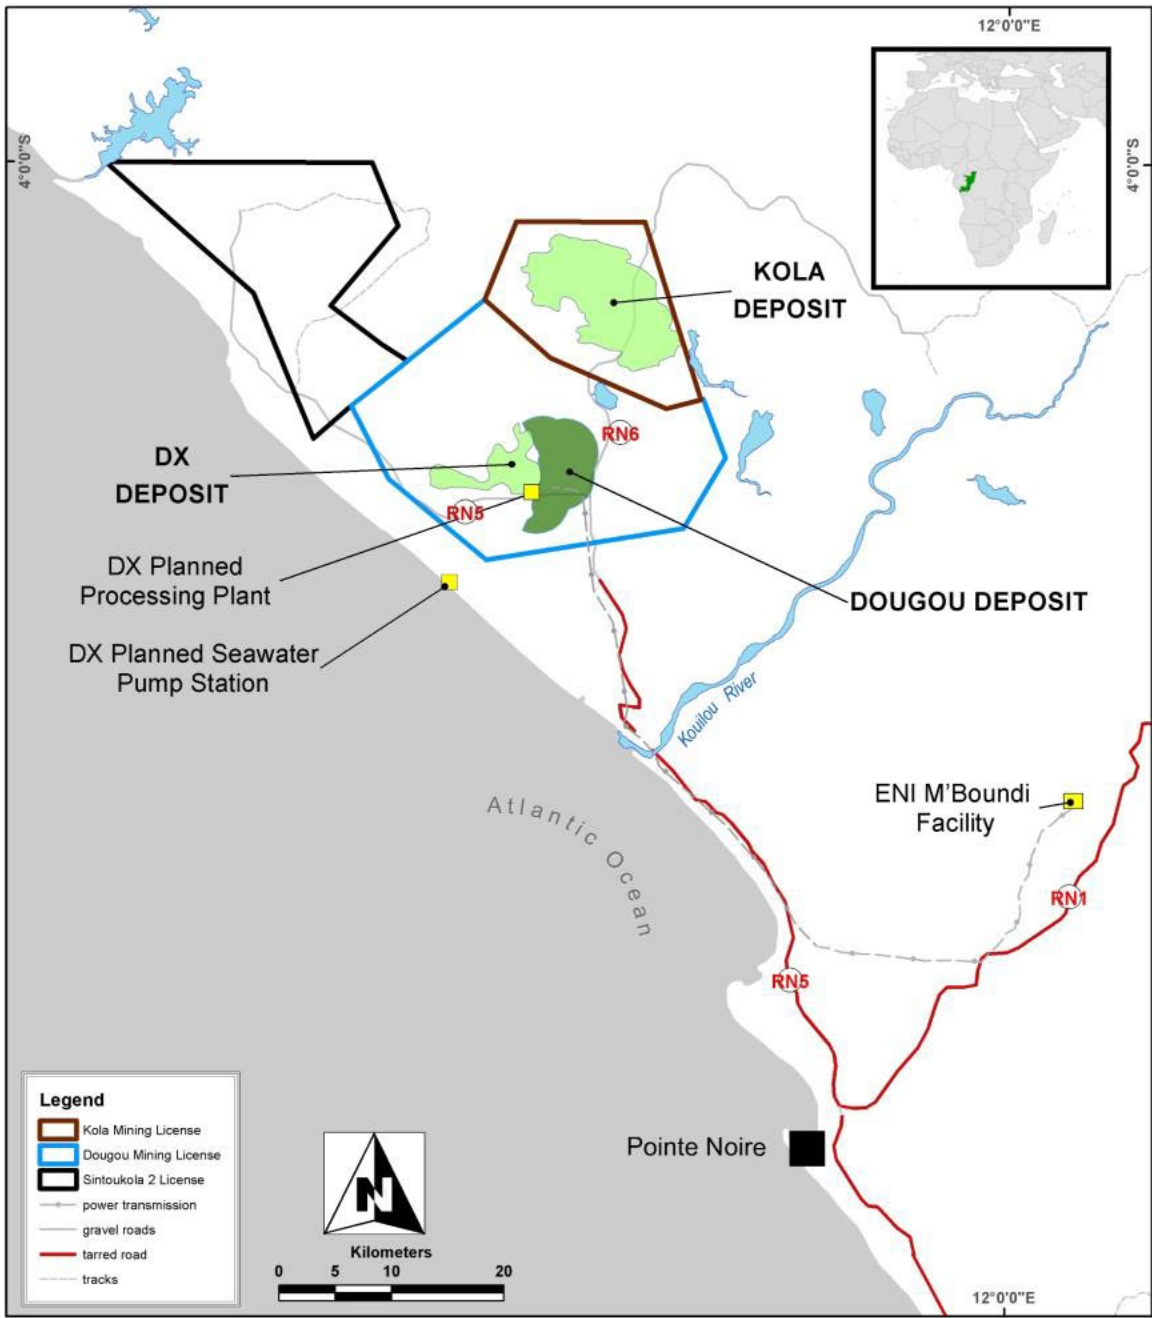 12°0'0"E
4°0'0"S
4°0'0"S
KOLA
DEPOSIT
RN6
DX
DEPOSIT
RN5
DX Planned
Processing Plant
DOUGOU DEPOSIT
DX Planned Seawater
Pump Station
Kouilou River
ENI M'Boundi
Facility
Atlantic Ocean
RN1
RN5
Pointe Noire
Legend
Kola Mining License
Dougou Mining License
Sintoukola 2 License
power transmission
gravel roads
tarred road
tracks
N
Kilometers
0 5 10 20
12°0'0"E